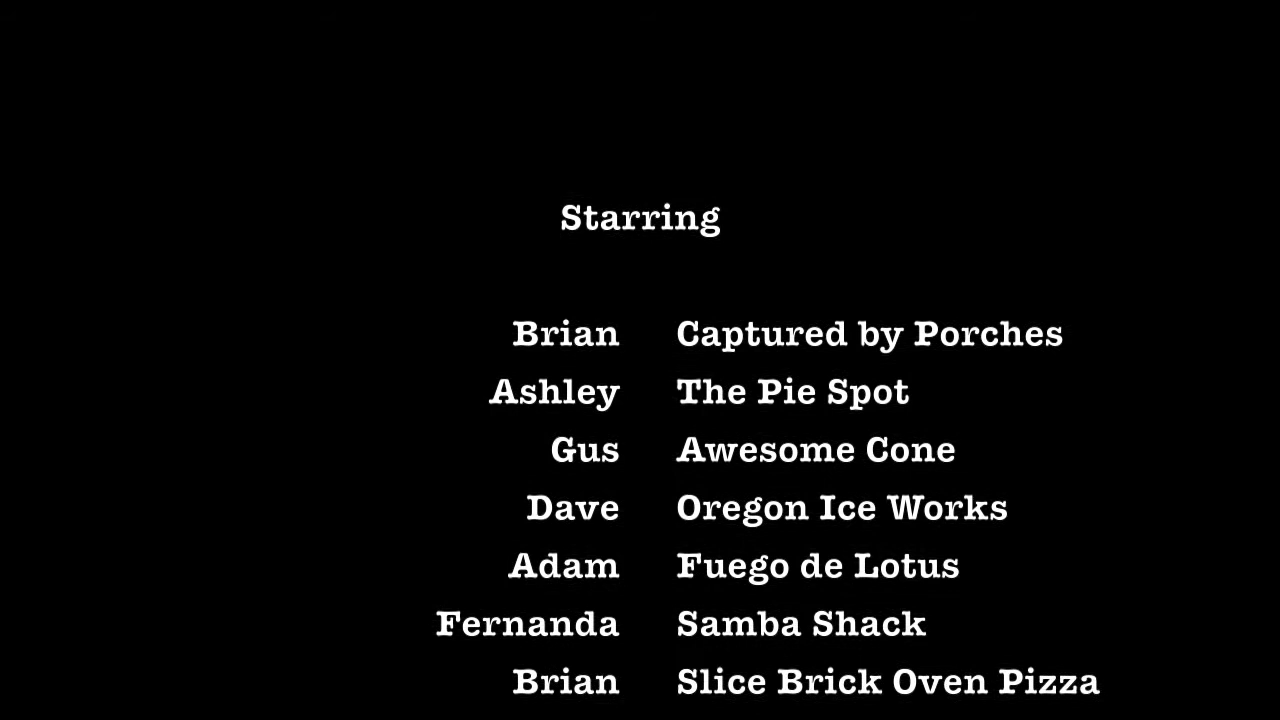 Starring
Brian Captured by Porches
Ashley The Pie Spot
Gus Awesome Cone
Dave Oregon Ice Works
Adam Fuego de Lotus
Fernanda Samba Shack
Brian Slice Brick Oven Pizza